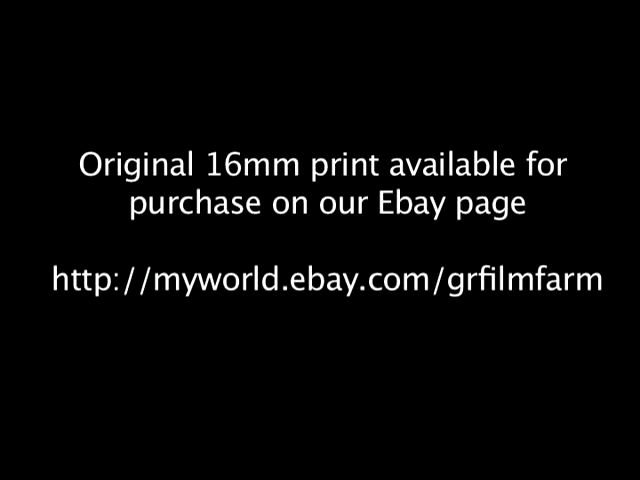 Original 16mm print available for
purchase on our Ebay page
http://myworld.ebay.com/grfilmfarm